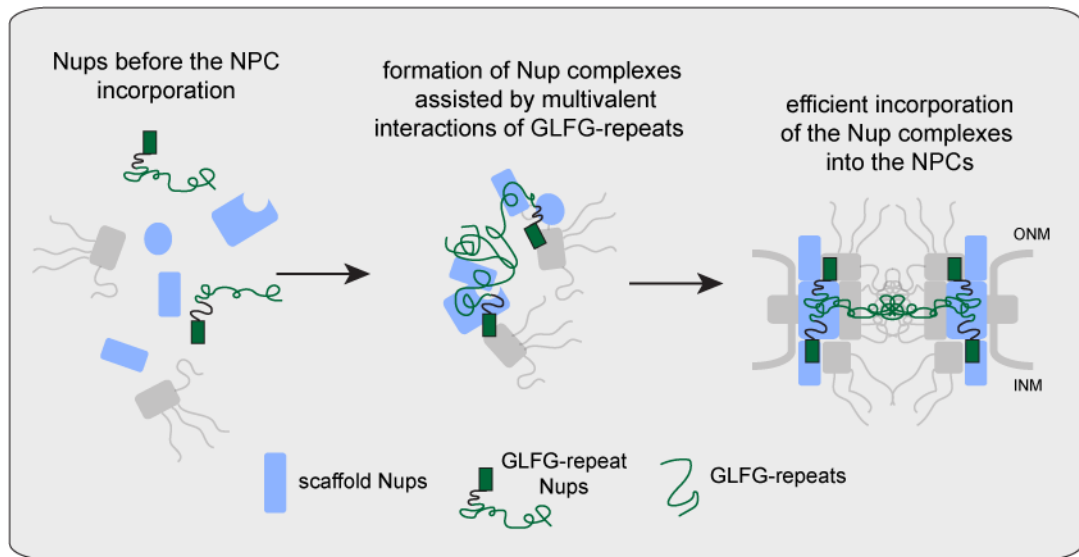 Nups before the NPC
incorporation
formation of Nup complexes
assisted by multivalent
interactions of GLFG-repeats
efficient incorporation
of the Nup complexes
into the NPCs
ONM
INM
scaffold Nups
GLFG-repeat
Nups
GLFG-repeats